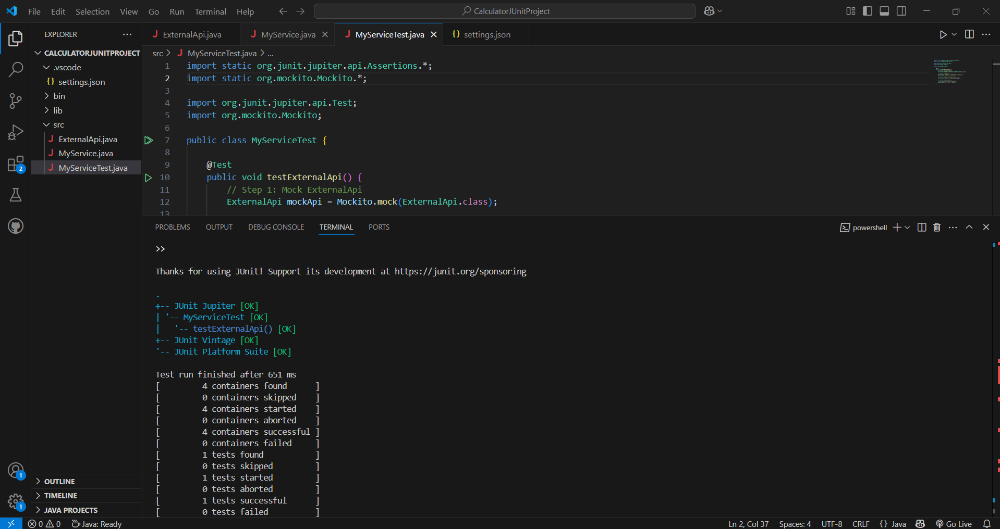 File Edit Selection View Go Run Terminal Help
CalculatorJUnitProject
EXPLORER
CALCULATORJUNITPROJECT
.vscode
{} settings.json
bin
lib
src
J ExternalApi.java
J MyService.java
J MyServiceTest.java
2
1
1
OUTLINE
TIMELINE
JAVA PROJECTS
J ExternalApi.java
J MyService.java
J MyServiceTest.java
{} settings.json
src > J MyServiceTest.java > ...
1 import static org.junit.jupiter.api.Assertions.*;
2 import static org.mockito.Mockito.*;
3
4 import org.junit.jupiter.api.Test;
5 import org.mockito.Mockito;
6
7 public class MyServiceTest {
8
9 @Test
10 public void testExternalApi() {
11 // Step 1: Mock ExternalApi
12 ExternalApi mockApi = Mockito.mock(ExternalApi.class);
13
PROBLEMS OUTPUT DEBUG CONSOLE TERMINAL PORTS
powershell
>>
Thanks for using JUnit! Support its development at https://junit.org/sponsoring
.
+-- JUnit Jupiter [OK]
| '-- MyServiceTest [OK]
|   '-- testExternalApi() [OK]
+-- JUnit Vintage [OK]
'-- JUnit Platform Suite [OK]
Test run finished after 651 ms
[         4 containers found      ]
[         0 containers skipped    ]
[         4 containers started    ]
[         0 containers aborted    ]
[         4 containers successful ]
[         0 containers failed     ]
[         1 tests found           ]
[         0 tests skipped         ]
[         1 tests started         ]
[         0 tests aborted         ]
[         1 tests successful      ]
[         0 tests failed          ]
0 0 Java: Ready
Ln 2, Col 37 Spaces: 4 UTF-8 CRLF {} Java Go Live